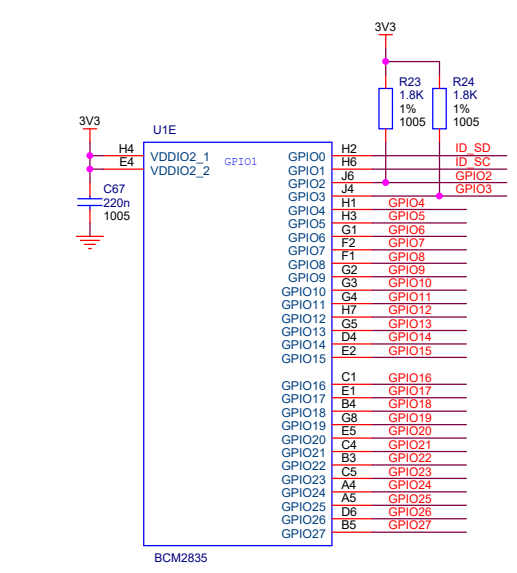 3V3
R23
1.8K
1%
1005
R24
1.8K
1%
1005
3V3
U1E
H4
E4
VDDIO2_1
VDDIO2_2
GPIO1
C67
220n
1005
GPIO0 H2 ID_SD
GPIO1 H6 ID_SC
GPIO2 J6 GPIO2
GPIO3 J4 GPIO3
GPIO4 H1 GPIO4
GPIO5 H3 GPIO5
GPIO6 G1 GPIO6
GPIO7 F2 GPIO7
GPIO8 F1 GPIO8
GPIO9 G2 GPIO9
GPIO10 G3 GPIO10
GPIO11 G4 GPIO11
GPIO12 H7 GPIO12
GPIO13 G5 GPIO13
GPIO14 D4 GPIO14
GPIO15 E2 GPIO15
GPIO16 C1 GPIO16
GPIO17 E1 GPIO17
GPIO18 B4 GPIO18
GPIO19 G8 GPIO19
GPIO20 E5 GPIO20
GPIO21 C4 GPIO21
GPIO22 B3 GPIO22
GPIO23 C5 GPIO23
GPIO24 A4 GPIO24
GPIO25 A5 GPIO25
GPIO26 D6 GPIO26
GPIO27 B5 GPIO27
BCM2835